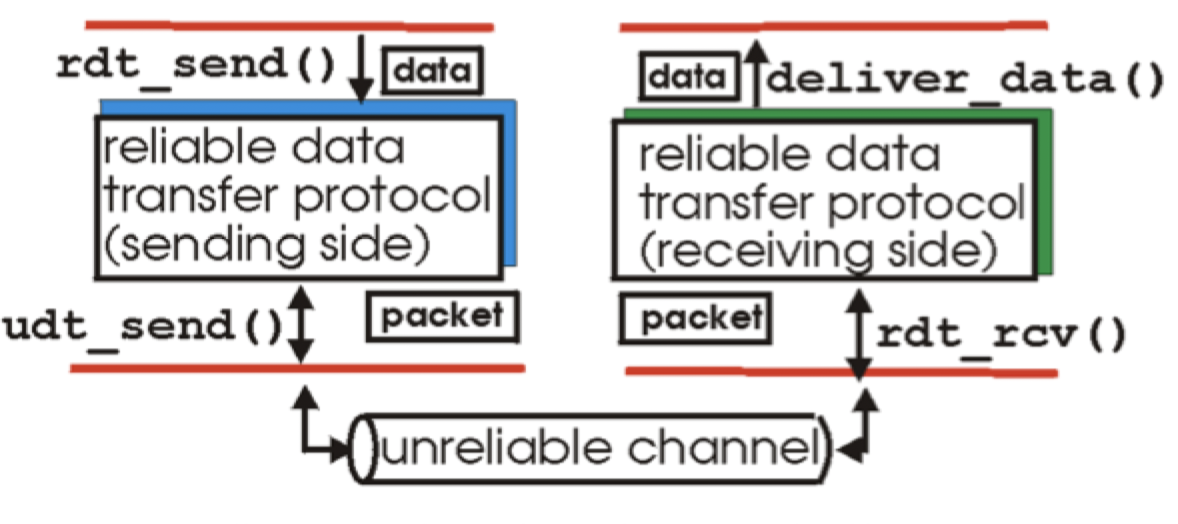 rdt_send()
data
data
deliver_data()
reliable data
transfer protocol
(sending side)
reliable data
transfer protocol
(receiving side)
udt_send()
packet
packet
rdt_rcv()
unreliable channel